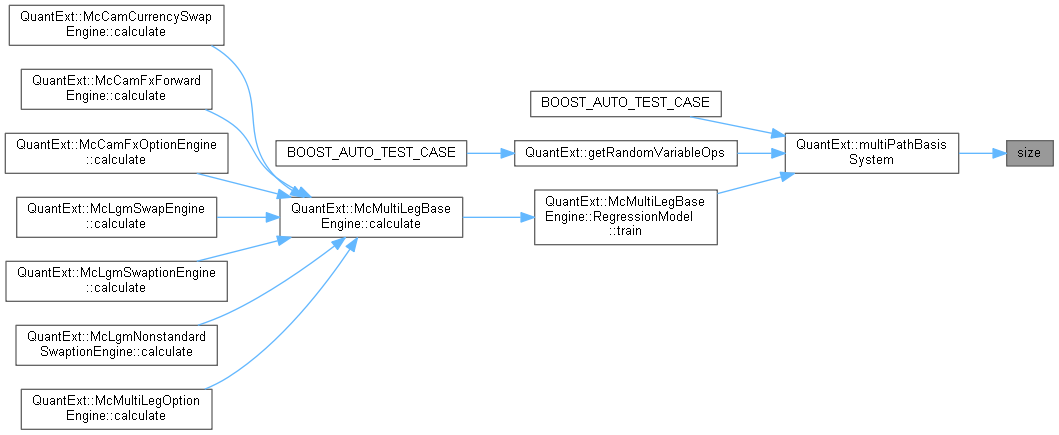 QuantExt::McCamCurrencySwap
Engine::calculate
QuantExt::McCamFxForward
Engine::calculate
QuantExt::McCamFxOptionEngine
::calculate
QuantExt::McLgmSwapEngine
::calculate
QuantExt::McLgmSwaptionEngine
::calculate
QuantExt::McLgmNonstandard
SwaptionEngine::calculate
QuantExt::McMultiLegOption
Engine::calculate
BOOST_AUTO_TEST_CASE
QuantExt::McMultiLegBase
Engine::calculate
BOOST_AUTO_TEST_CASE
QuantExt::getRandomVariableOps
QuantExt::McMultiLegBase
Engine::RegressionModel
::train
QuantExt::multiPathBasis
System
size